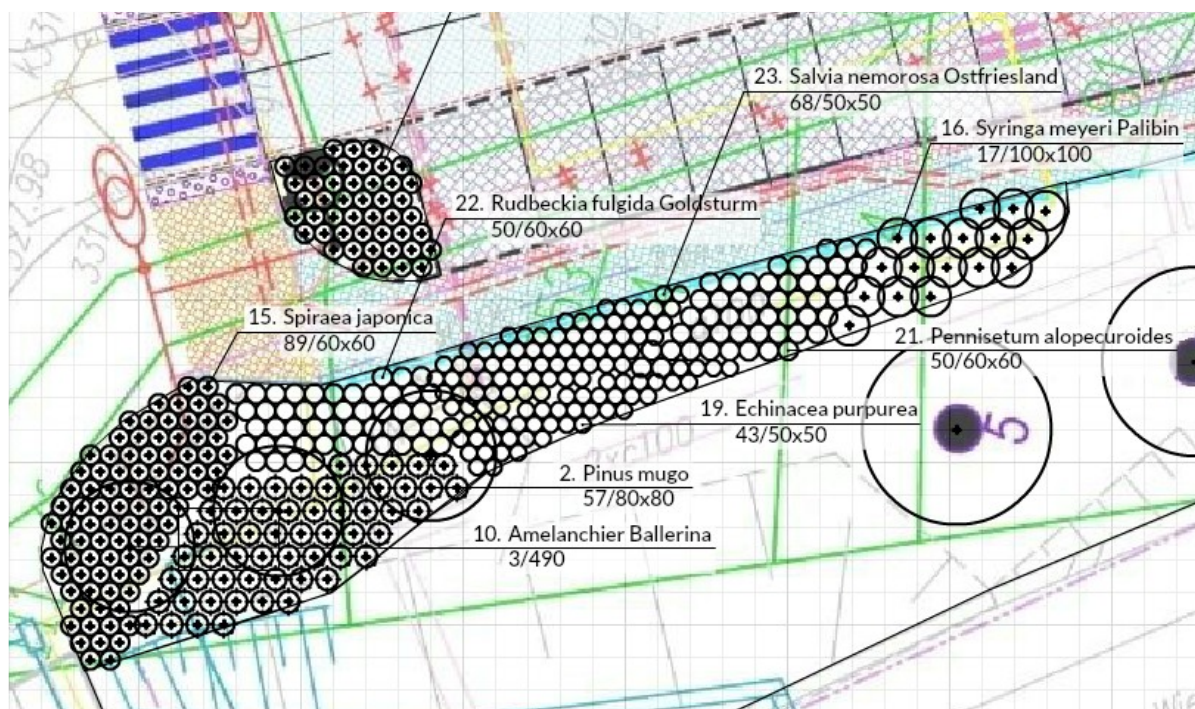 23. Salvia nemorosa Ostfriesland
68/50x50
16. Syringa meyeri Palibin
17/100x100
22. Rudbeckia fulgida Goldsturm
50/60x60
15. Spiraea japonica
89/60x60
21. Pennisetum alopecuroides
50/60x60
19. Echinacea purpurea
43/50x50
5
2. Pinus mugo
57/80x80
10. Amelanchier Ballerina
3/490